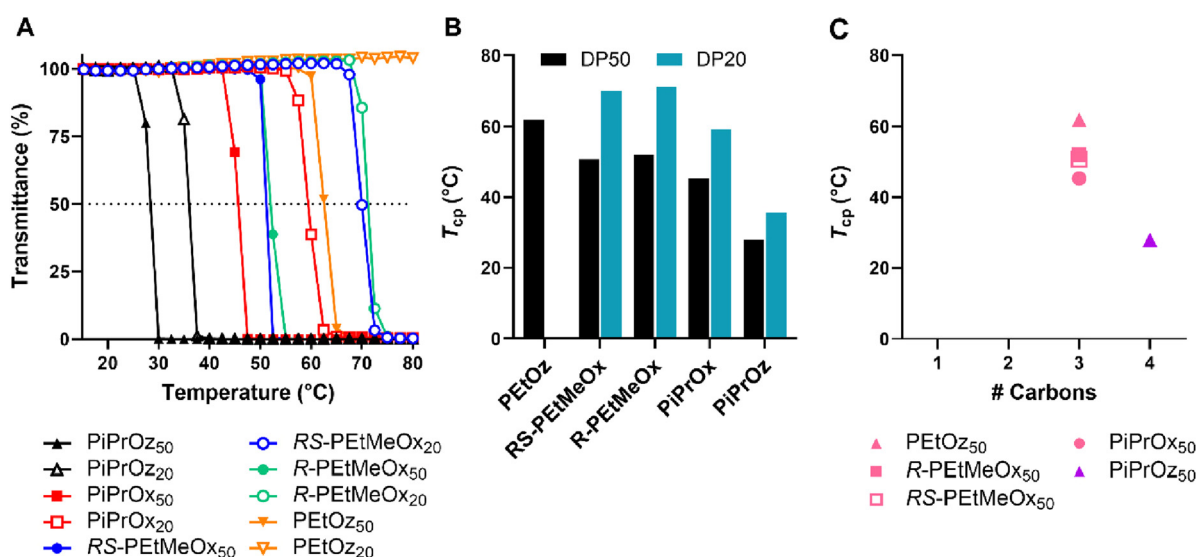 A
Transmittance (%)
100
75
50
25
0
20 30 40 50 60 70 80
Temperature (°C)
PiPrOz₅₀
PiPrOz₂₀
PiPrOx₅₀
PiPrOx₂₀
RS-PEtMeOx₅₀
RS-PEtMeOx₂₀
R-PEtMeOx₅₀
R-PEtMeOx₂₀
PEtOz₅₀
PEtOz₂₀
B
DP50 DP20
Tcp (°C)
80
60
40
20
0
PEtOz
RS-PEtMeOx
R-PEtMeOx
PiPrOx
PiPrOz
C
Tcp (°C)
80
60
40
20
0
1 2 3 4
# Carbons
PEtOz₅₀
R-PEtMeOx₅₀
RS-PEtMeOx₅₀
PiPrOx₅₀
PiPrOz₅₀